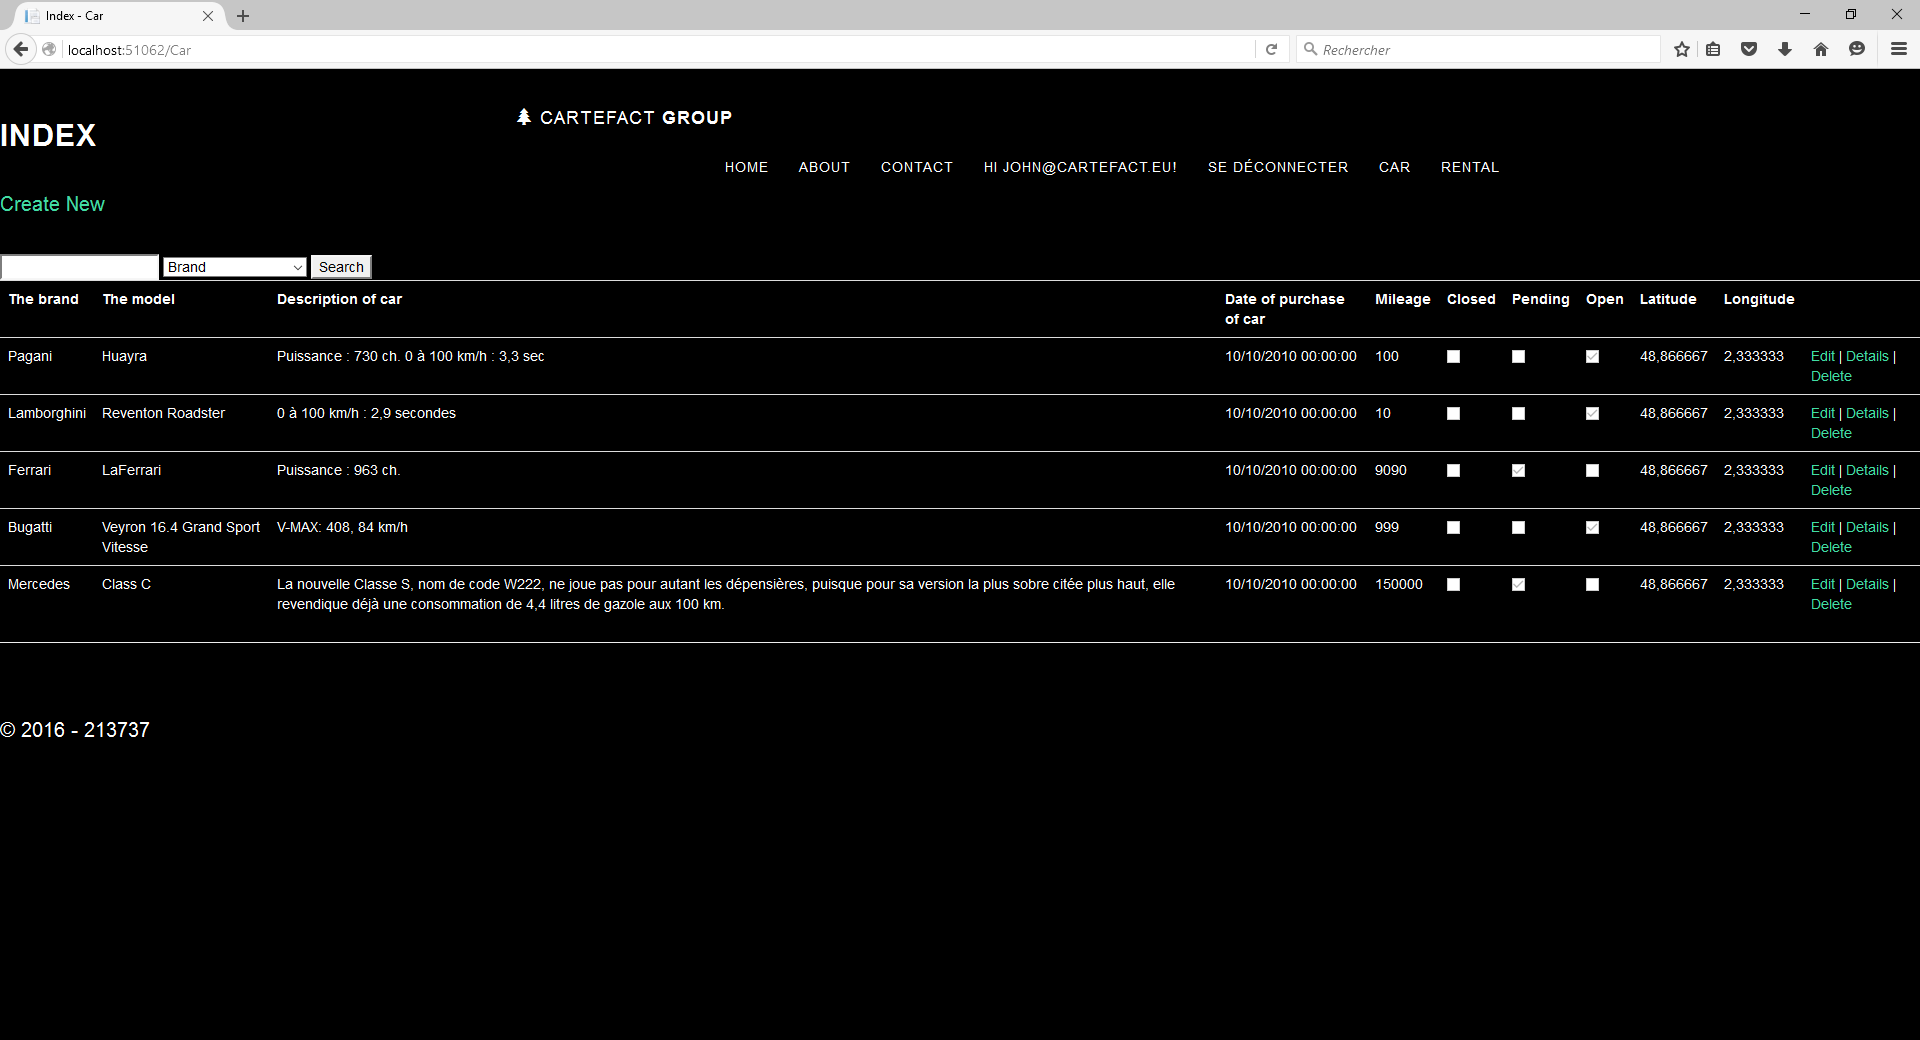 Index - Car
localhost:51062/Car
Rechercher
CARTEFACT GROUP
INDEX
HOME ABOUT CONTACT HI JOHN@CARTEFACT.EU! SE DÉCONNECTER CAR RENTAL
Create New
Brand Search
The brand The model Description of car Date of purchase Mileage Closed Pending Open Latitude Longitude
of car
Pagani Huayra Puissance : 730 ch. 0 à 100 km/h : 3,3 sec 10/10/2010 00:00:00 100 48,866667 2,333333 Edit | Details |
Delete
Lamborghini Reventon Roadster 0 à 100 km/h : 2,9 secondes 10/10/2010 00:00:00 10 48,866667 2,333333 Edit | Details |
Delete
Ferrari LaFerrari Puissance : 963 ch. 10/10/2010 00:00:00 9090 48,866667 2,333333 Edit | Details |
Delete
Bugatti Veyron 16.4 Grand Sport V-MAX: 408, 84 km/h 10/10/2010 00:00:00 999 48,866667 2,333333 Edit | Details |
Vitesse Delete
Mercedes Class C La nouvelle Classe S, nom de code W222, ne joue pas pour autant les dépensières, puisque pour sa version la plus sobre citée plus haut, elle 10/10/2010 00:00:00 150000 48,866667 2,333333 Edit | Details |
revendique déjà une consommation de 4,4 litres de gazole aux 100 km. Delete
© 2016 - 213737